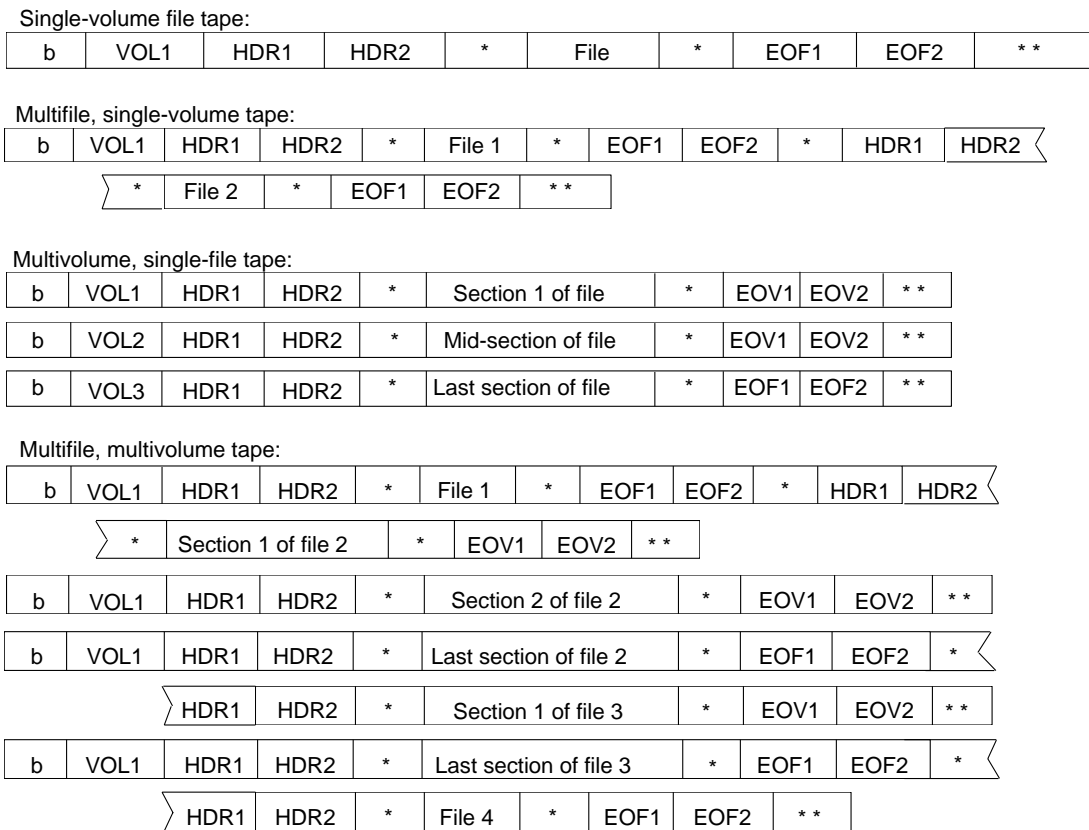 Single-volume file tape:
b VOL1 HDR1 HDR2 * File * EOF1 EOF2 * *
Multifile, single-volume tape:
b VOL1 HDR1 HDR2 * File 1 * EOF1 EOF2 * HDR1 HDR2
* File 2 * EOF1 EOF2 * *
Multivolume, single-file tape:
b VOL1 HDR1 HDR2 * Section 1 of file * EOV1 EOV2 * *
b VOL2 HDR1 HDR2 * Mid-section of file * EOV1 EOV2 * *
b VOL3 HDR1 HDR2 * Last section of file * EOF1 EOF2 * *
Multifile, multivolume tape:
b VOL1 HDR1 HDR2 * File 1 * EOF1 EOF2 * HDR1 HDR2
* Section 1 of file 2 * EOV1 EOV2 * *
b VOL1 HDR1 HDR2 * Section 2 of file 2 * EOV1 EOV2 * *
b VOL1 HDR1 HDR2 * Last section of file 2 * EOF1 EOF2 *
HDR1 HDR2 * Section 1 of file 3 * EOV1 EOV2 * *
b VOL1 HDR1 HDR2 * Last section of file 3 * EOF1 EOF2 *
HDR1 HDR2 * File 4 * EOF1 EOF2 * *